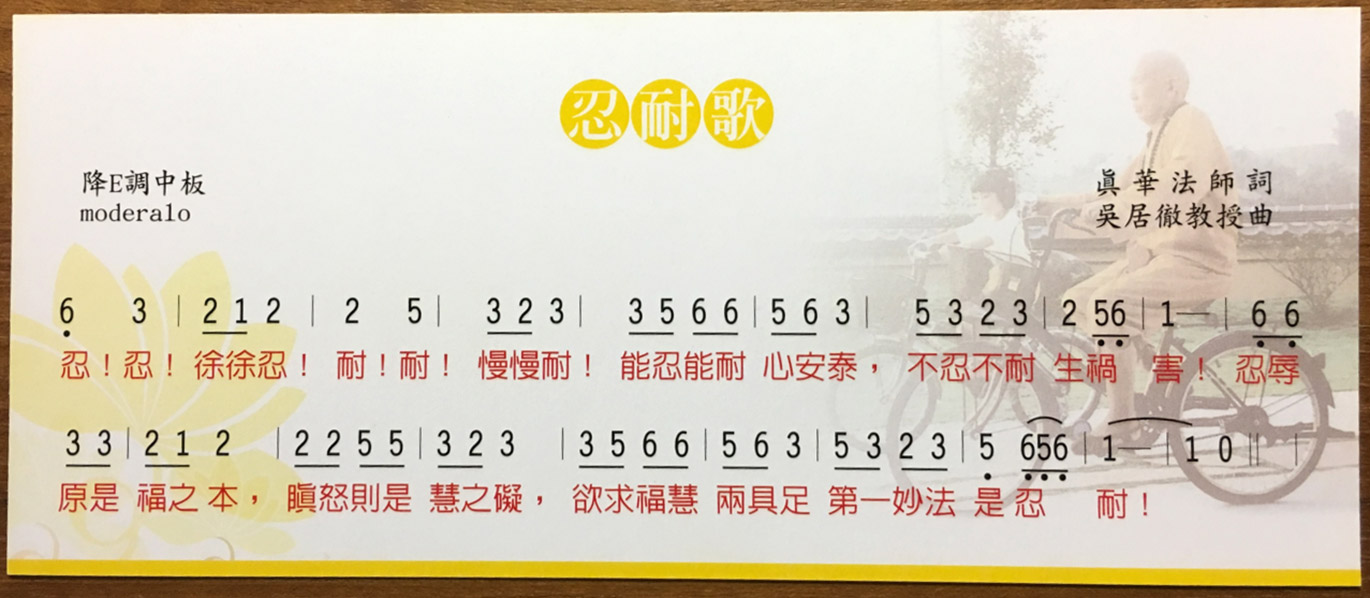 忍耐歌
降E調中板
moderalo
眞華法師詞
吳居徹教授曲
6 3 | 2 1 2 | 2 5 | 3 2 3 | 3 5 6 6 | 5 6 3 | 5 3 2 3 | 2 56 | 1— | 6 6
忍！忍！徐徐忍！耐！耐！慢慢耐！能忍能耐 心安泰，不忍不耐 生禍 害！忍辱
3 3 | 2 1 2 | 2 2 5 5 | 3 2 3 | 3 5 6 6 | 5 6 3 | 5 3 2 3 | 5 656 | 1— | 1 0 ‖ |
原是 福之本，瞋怒則是 慧之礙，欲求福慧 兩具足 第一妙法 是忍 耐！